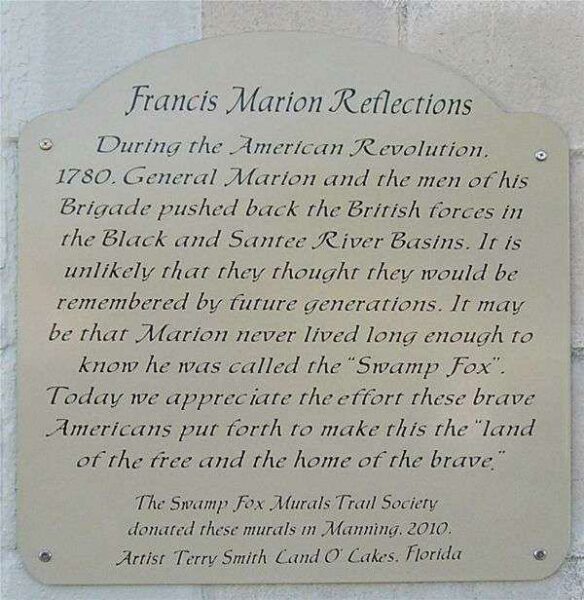 Francis Marion Reflections
During the American Revolution,
1780, General Marion and the men of his
Brigade pushed back the British forces in
the Black and Santee River Basins. It is
unlikely that they thought they would be
remembered by future generations. It may
be that Marion never lived long enough to
know he was called the "Swamp Fox".
Today we appreciate the effort these brave
Americans put forth to make this the "land
of the free and the home of the brave."
The Swamp Fox Murals Trail Society
donated these murals in Manning, 2010.
Artist Terry Smith Land O' Lakes, Florida